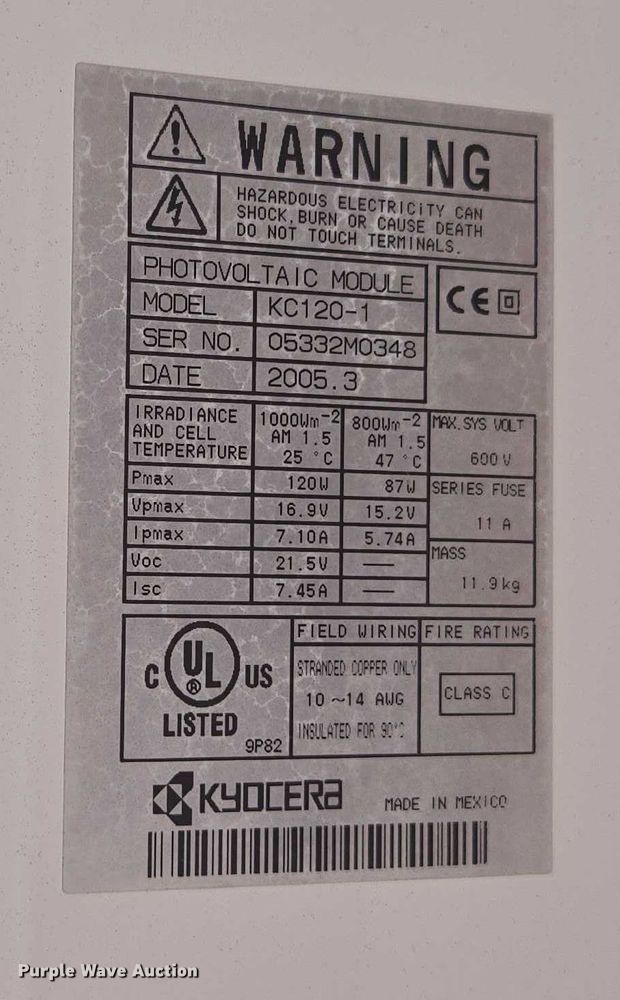 WARNING
HAZARDOUS ELECTRICITY CAN
SHOCK, BURN OR CAUSE DEATH
DO NOT TOUCH TERMINALS.
PHOTOVOLTAIC MODULE
MODEL KC120-1
SER NO. 05332M0348
DATE 2005.3
CE
IRRADIANCE AND CELL TEMPERATURE 1000Wm⁻² AM 1.5 25 °C 800Wm⁻² AM 1.5 47 °C
Pmax 120W 87W
Vpmax 16.9V 15.2V
Ipmax 7.10A 5.74A
Voc 21.5V —
Isc 7.45A —
MAX. SYS VOLT
600 V
SERIES FUSE
11 A
MASS
11.9kg
C UL® US
LISTED
9P82
FIELD WIRING
STRANDED COPPER ONLY
10 ~14 AWG
INSULATED FOR 90°C
FIRE RATING
CLASS C
KYOCERA
MADE IN MEXICO
Purple Wave Auction